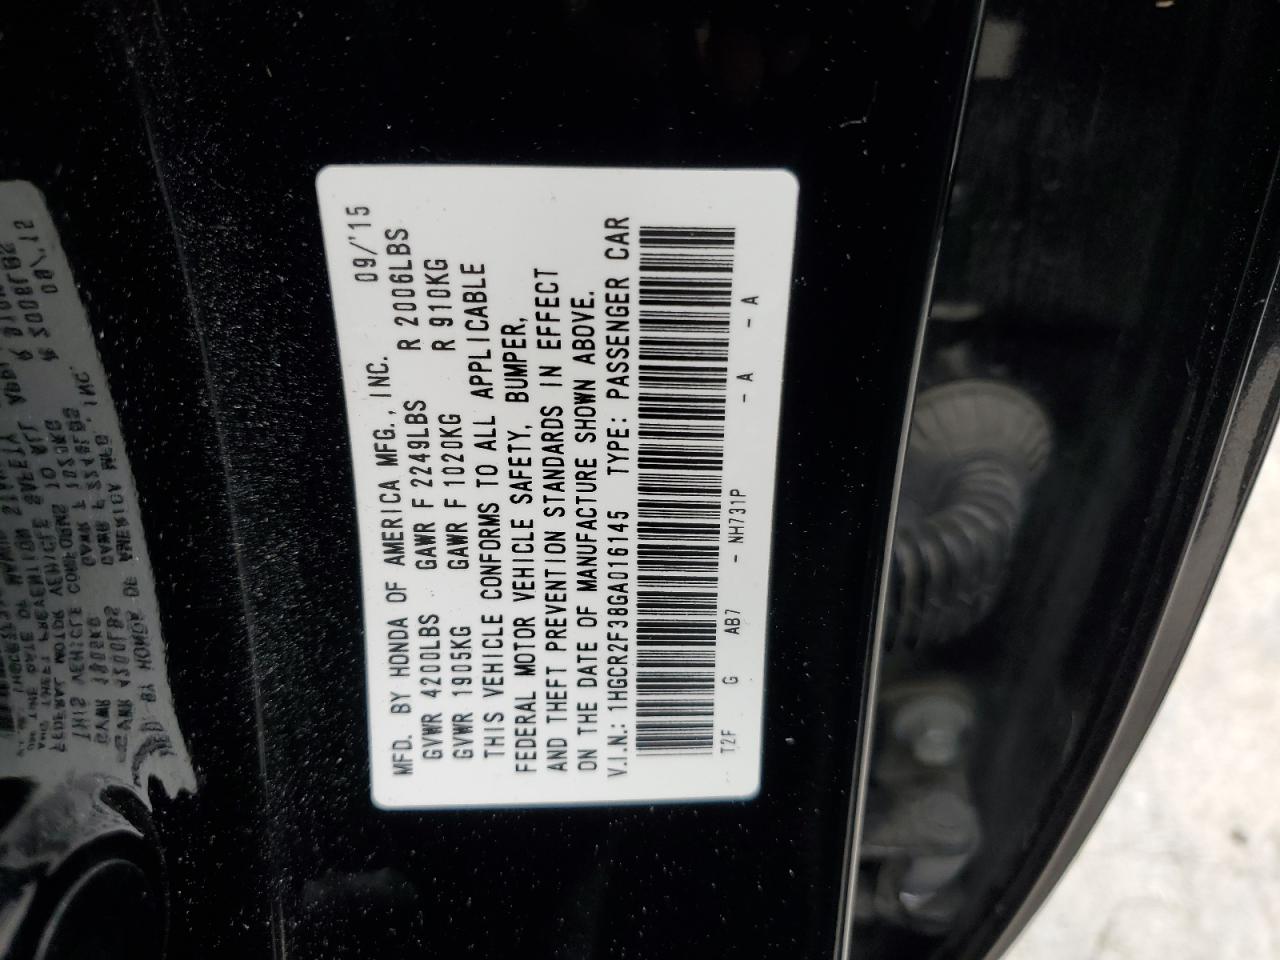 MFD. BY HONDA OF AMERICA MFG., INC. 09/'15
GVWR 4200LBS GAWR F 2249LBS R 2006LBS
GVWR 1905KG GAWR F 1020KG R 910KG
THIS VEHICLE CONFORMS TO ALL APPLICABLE
FEDERAL MOTOR VEHICLE SAFETY, BUMPER,
AND THEFT PREVENTION STANDARDS IN EFFECT
ON THE DATE OF MANUFACTURE SHOWN ABOVE.
V.I.N.: 1HGCR2F38GA016145 TYPE: PASSENGER CAR
T2F G AB7 - NH731P - A - A